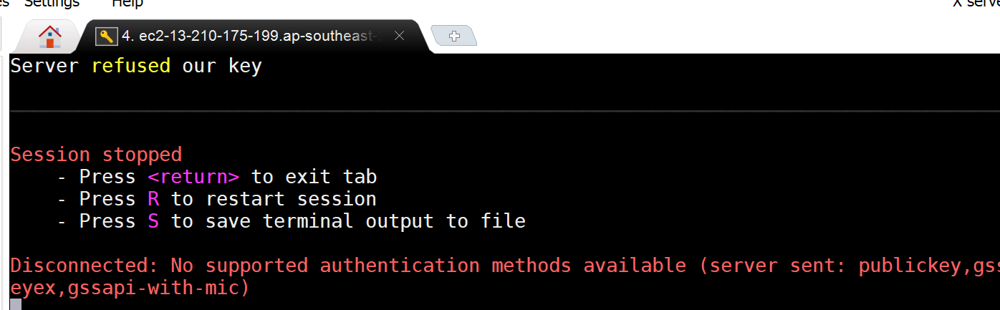 Settings Help
4. ec2-13-210-175-199.ap-southeast-
Server refused our key
Session stopped
- Press <return> to exit tab
- Press R to restart session
- Press S to save terminal output to file
Disconnected: No supported authentication methods available (server sent: publickey,gss
eyex,gssapi-with-mic)